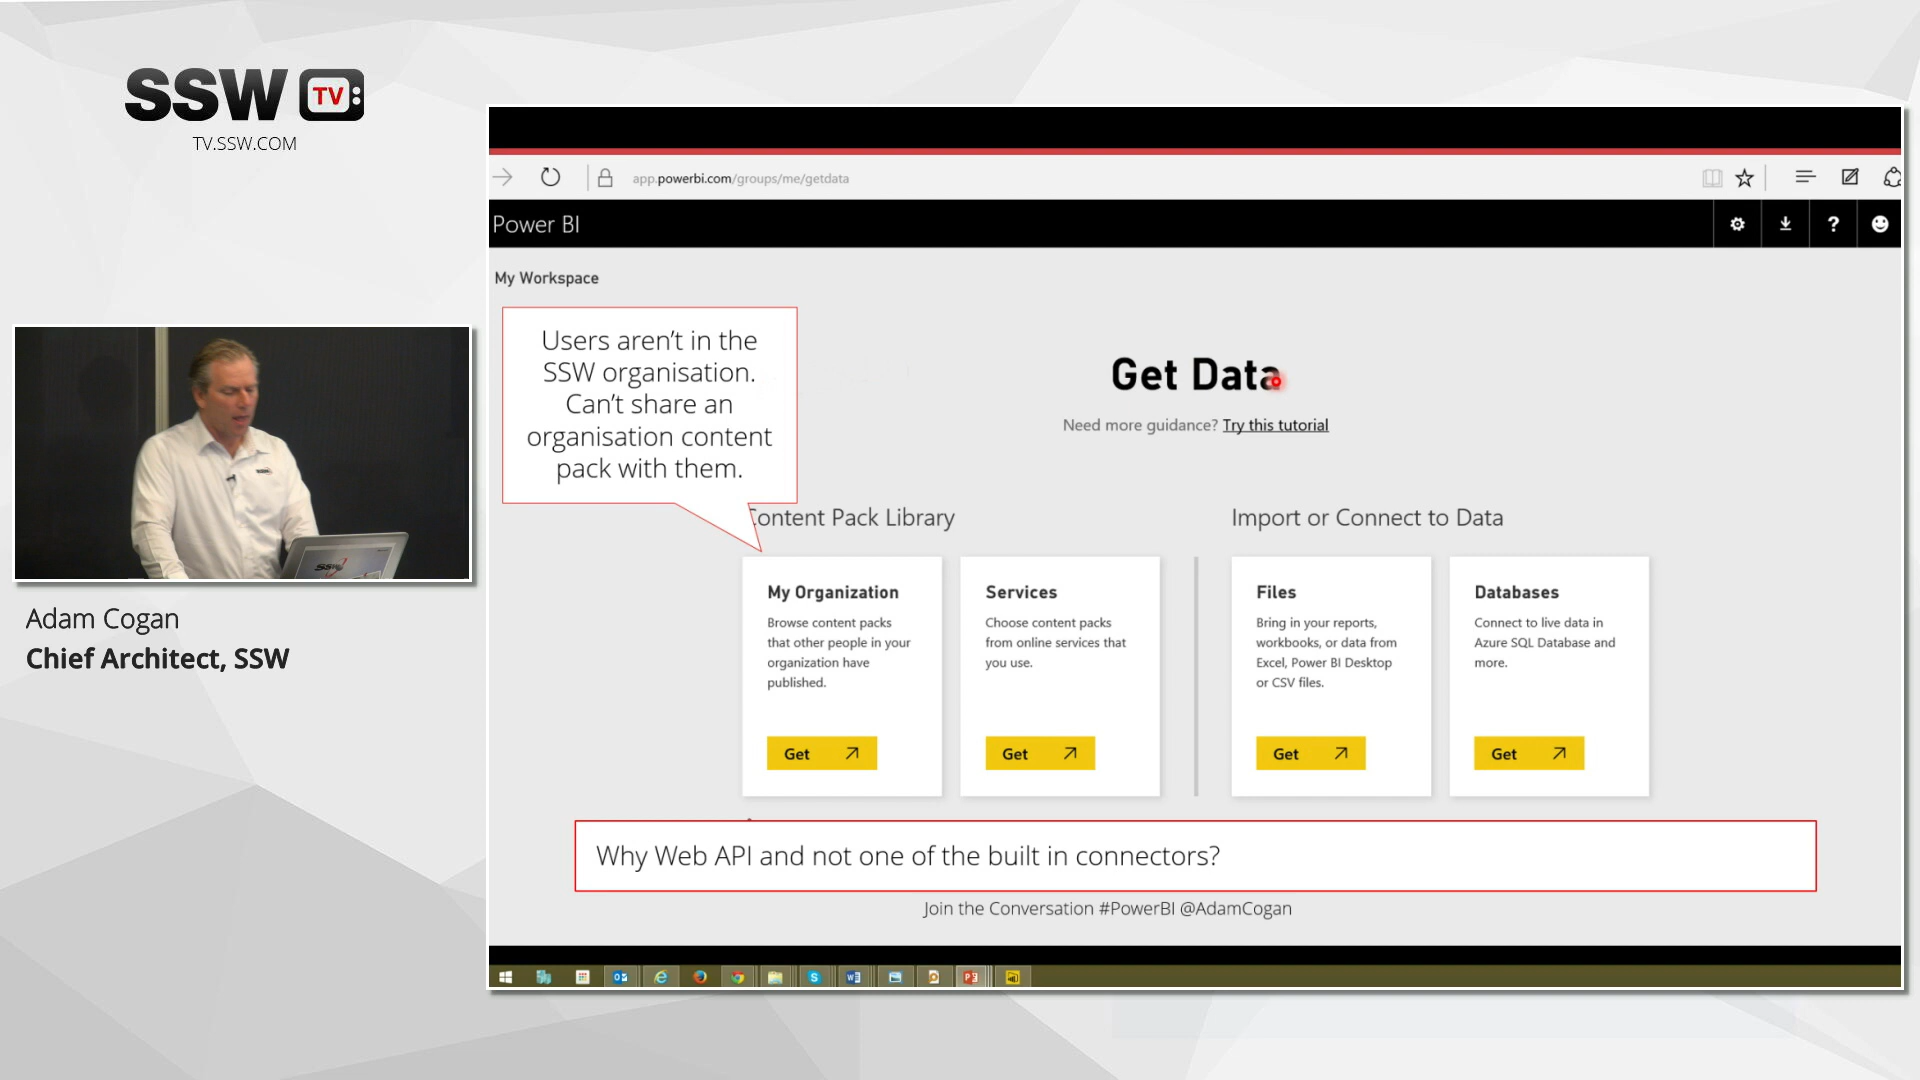 SSW TV:
TV.SSW.COM
app.powerbi.com/groups/me/getdata
Power BI
?
My Workspace
Users aren't in the
SSW organisation.
Can't share an
organisation content
pack with them.
Get Data
Need more guidance? Try this tutorial
Content Pack Library
Import or Connect to Data
My Organization
Browse content packs
that other people in your
organization have
published.
Get
Services
Choose content packs
from online services that
you use.
Get
Files
Bring in your reports,
workbooks, or data from
Excel, Power BI Desktop
or CSV files.
Get
Databases
Connect to live data in
Azure SQL Database and
more.
Get
Why Web API and not one of the built in connectors?
Join the Conversation #PowerBI @AdamCogan
SSW
Adam Cogan
Chief Architect, SSW